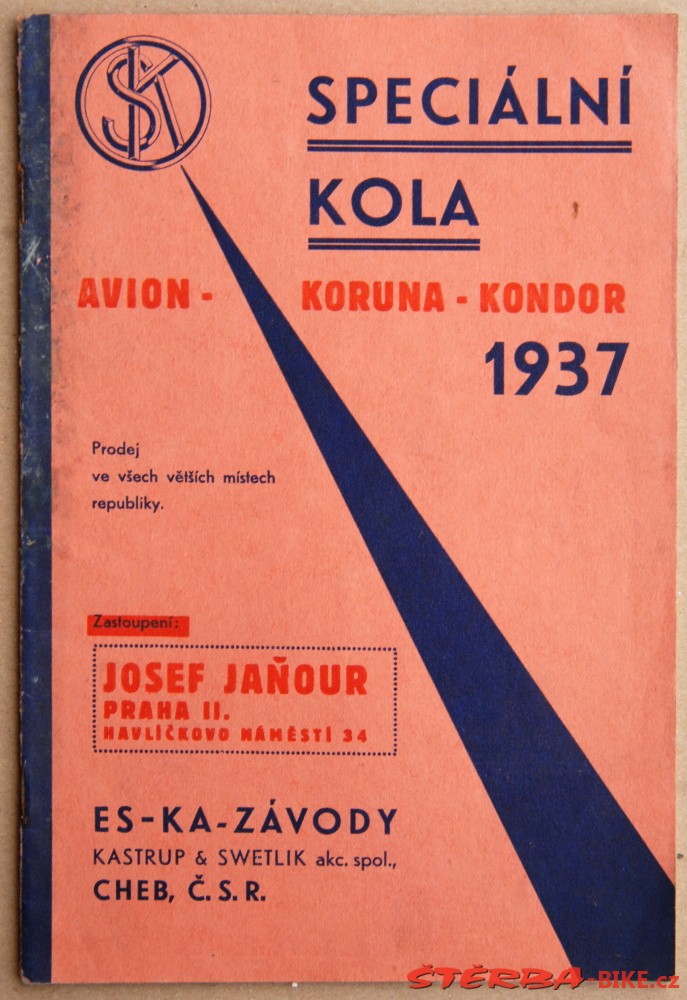 SK
SPECIÁLNÍ
KOLA
AVION - KORUNA - KONDOR
1937
Prodej
ve všech větších místech
republiky.
Zastoupení:
JOSEF JAŇOUR
PRAHA II.
HAVLÍČKOVO NÁMĚSTÍ 34
ES-KA-ZÁVODY
KASTRUP & SWETLIK akc. spol.,
CHEB, Č. S. R.
ŠTĚRBA-BIKE.cz